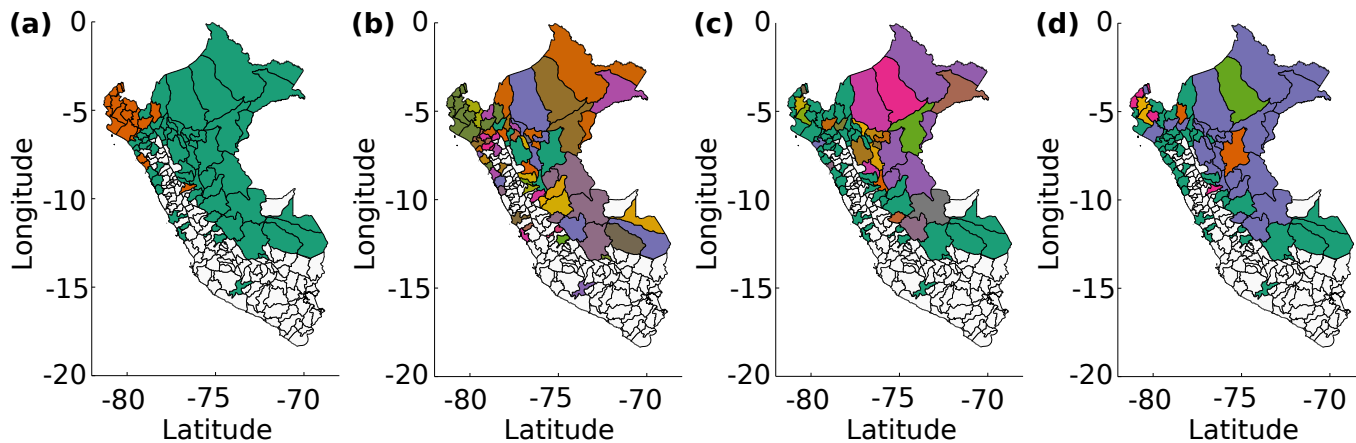 (a) (b) (c) (d)
0 0 0 0
-5 -5 -5 -5
-10 -10 -10 -10
-15 -15 -15 -15
-20 -20 -20 -20
Longitude Longitude Longitude Longitude
-80 -75 -70 -80 -75 -70 -80 -75 -70 -80 -75 -70
Latitude Latitude Latitude Latitude